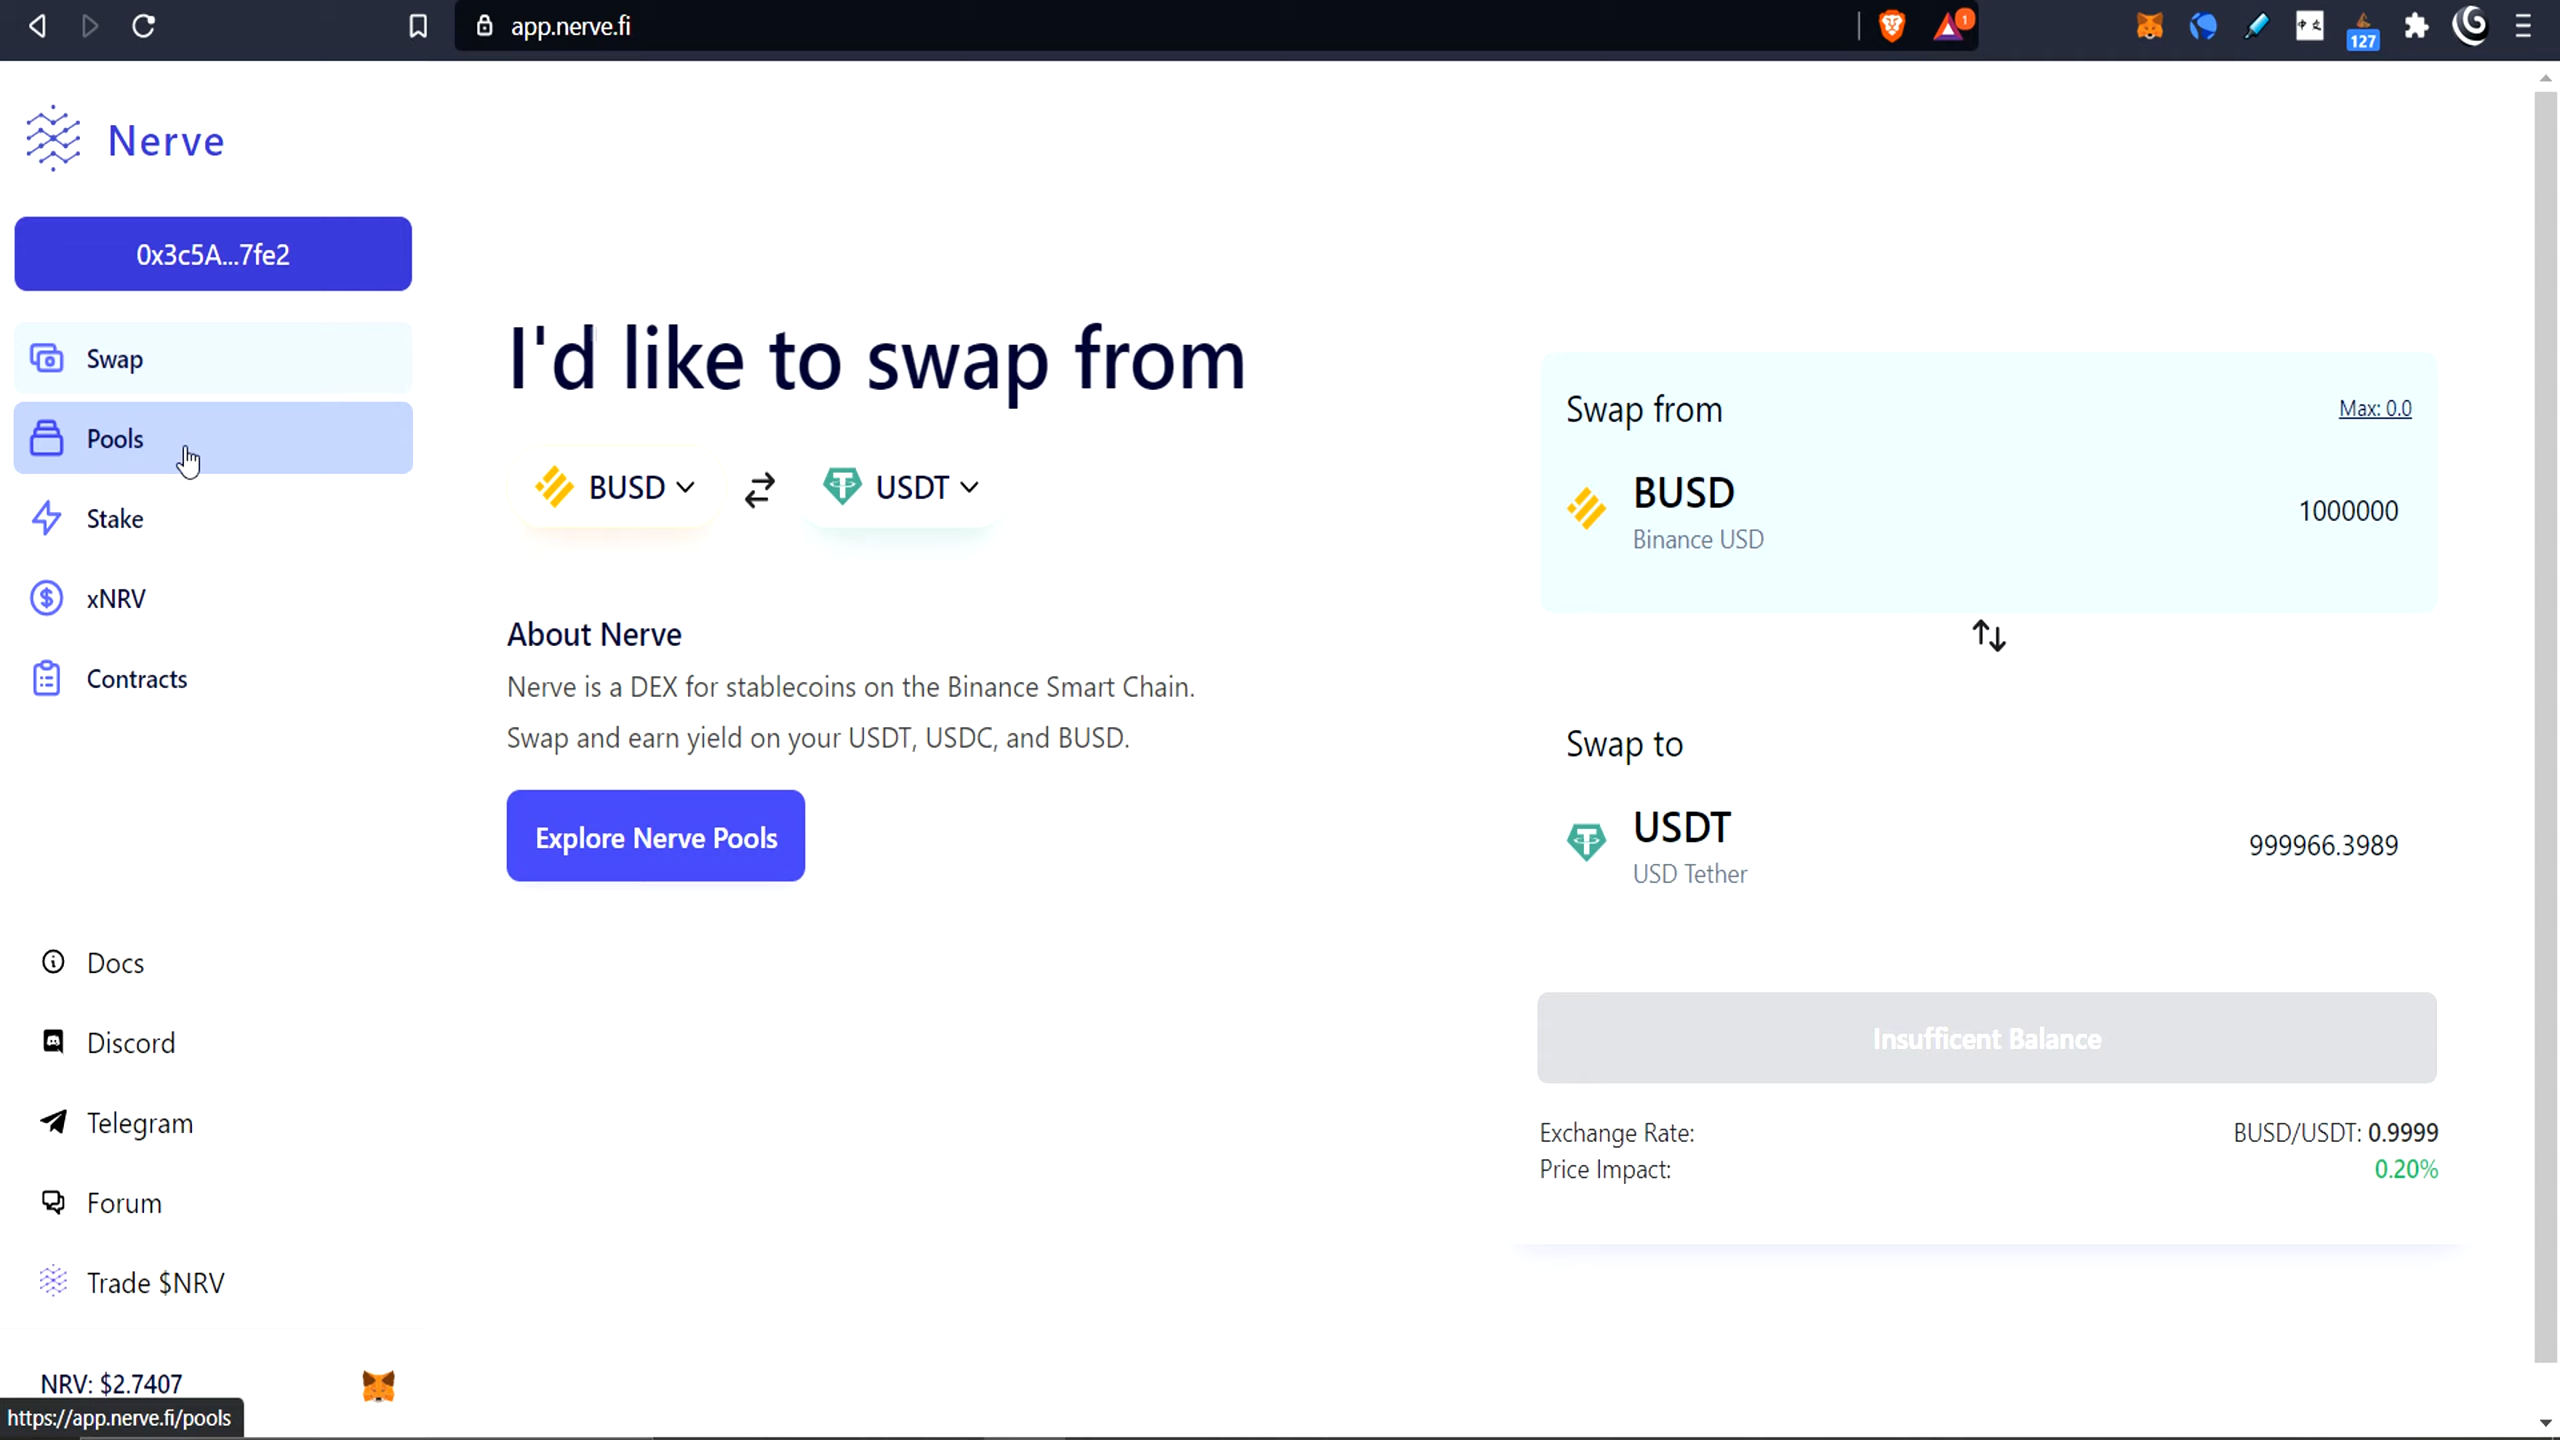 app.nerve.fi
1
127
Nerve
0x3c5A...7fe2
Swap
Pools
Stake
xNRV
Contracts
Docs
Discord
Telegram
Forum
Trade $NRV
NRV: $2.7407
https://app.nerve.fi/pools
I'd like to swap from
BUSD
USDT
About Nerve
Nerve is a DEX for stablecoins on the Binance Smart Chain.
Swap and earn yield on your USDT, USDC, and BUSD.
Explore Nerve Pools
Swap from
Max: 0.0
BUSD
Binance USD
1000000
Swap to
USDT
USD Tether
999966.3989
Insufficent Balance
Exchange Rate: BUSD/USDT: 0.9999
Price Impact: 0.20%